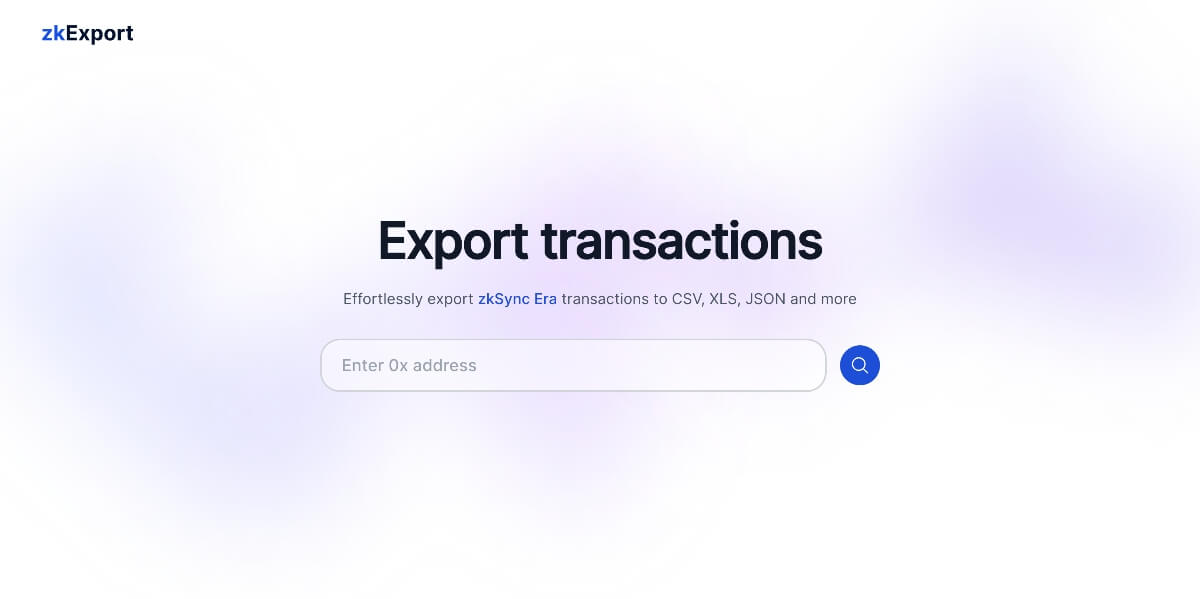 zkExport
Export transactions
Effortlessly export zkSync Era transactions to CSV, XLS, JSON and more
Enter 0x address